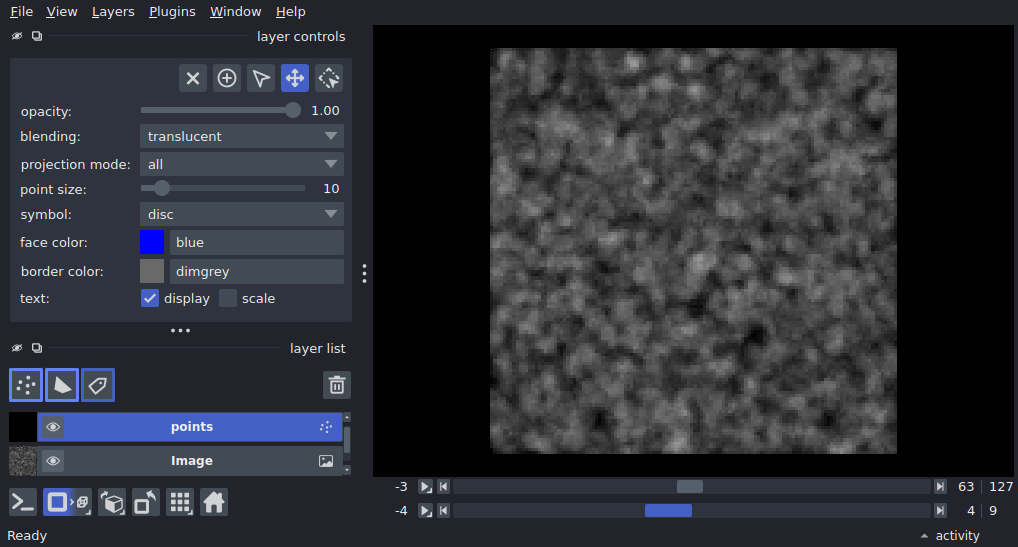 File View Layers Plugins Window Help
layer controls
opacity: 1.00
blending: translucent
projection mode: all
point size: 10
symbol: disc
face color: blue
border color: dimgrey
text: display scale
layer list
points
Image
-3 63 127
-4 4 9
Ready activity